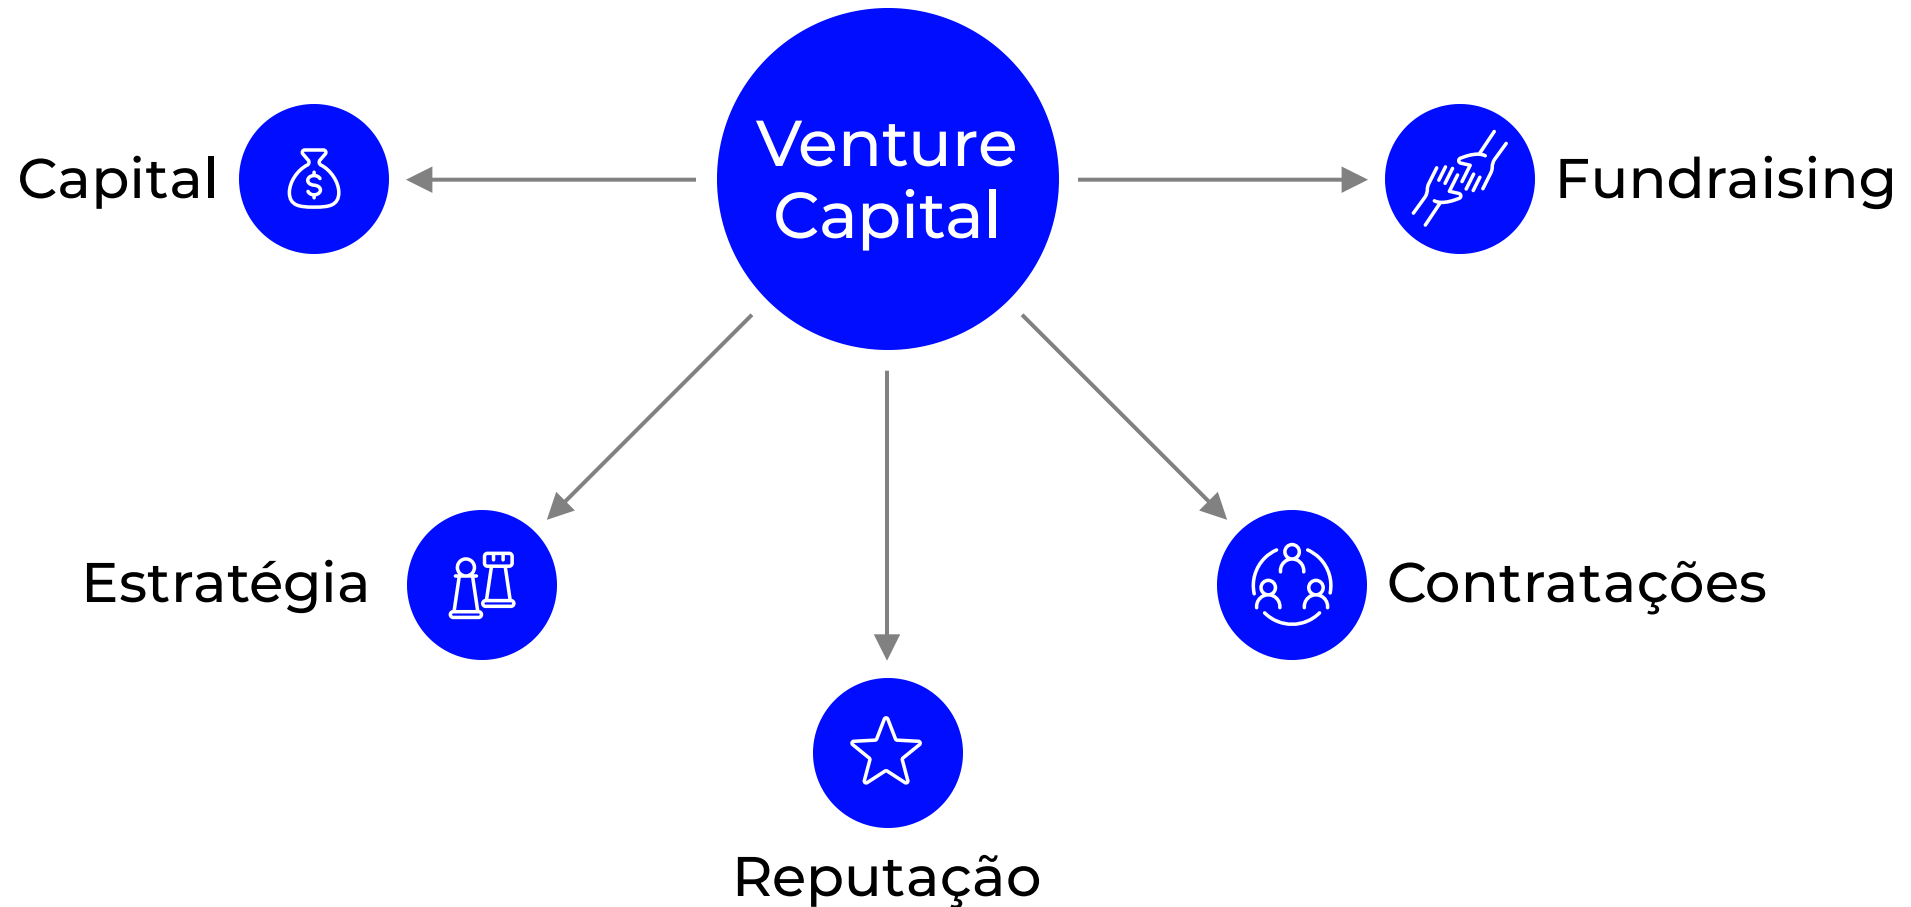 Venture
Capital
Capital
Fundraising
Estratégia
Contratações
Reputação